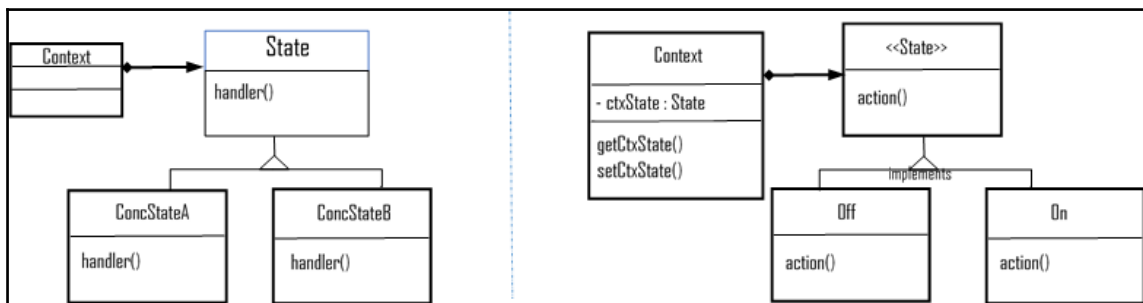 Context
State
handler()
ConcStateA
handler()
ConcStateB
handler()
Context
- ctxState : State
getCtxState()
setCtxState()
<<State>>
action()
Implements
Off
action()
On
action()